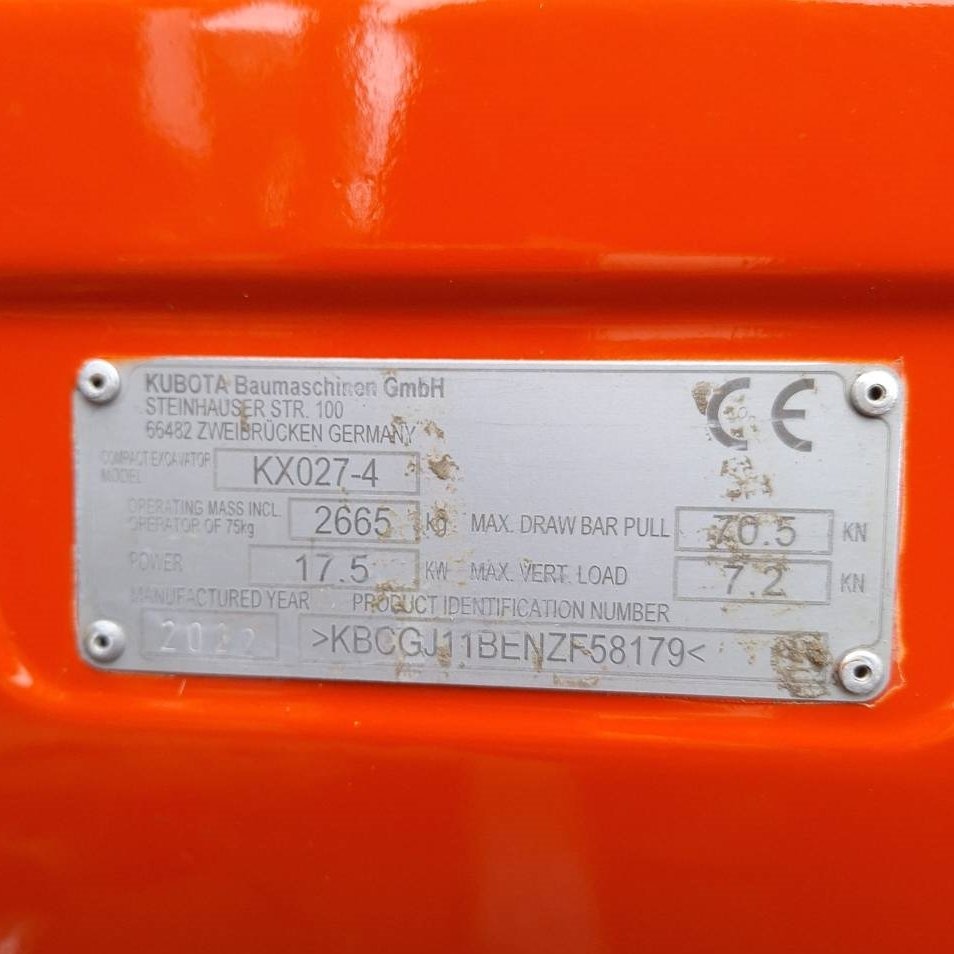 KUBOTA Baumaschinen GmbH
STEINHAUSER STR. 100
66482 ZWEIBRÜCKEN GERMANY
CE
COMPACT EXCAVATOR
MODEL
KX027-4
OPERATING MASS INCL.
OPERATOR OF 75kg
2665 kg
MAX. DRAW BAR PULL 70.5 KN
POWER 17.5 KW
MAX. VERT. LOAD 7.2 KN
MANUFACTURED YEAR PRODUCT IDENTIFICATION NUMBER
2022 >KBCGJ11BENZF58179<